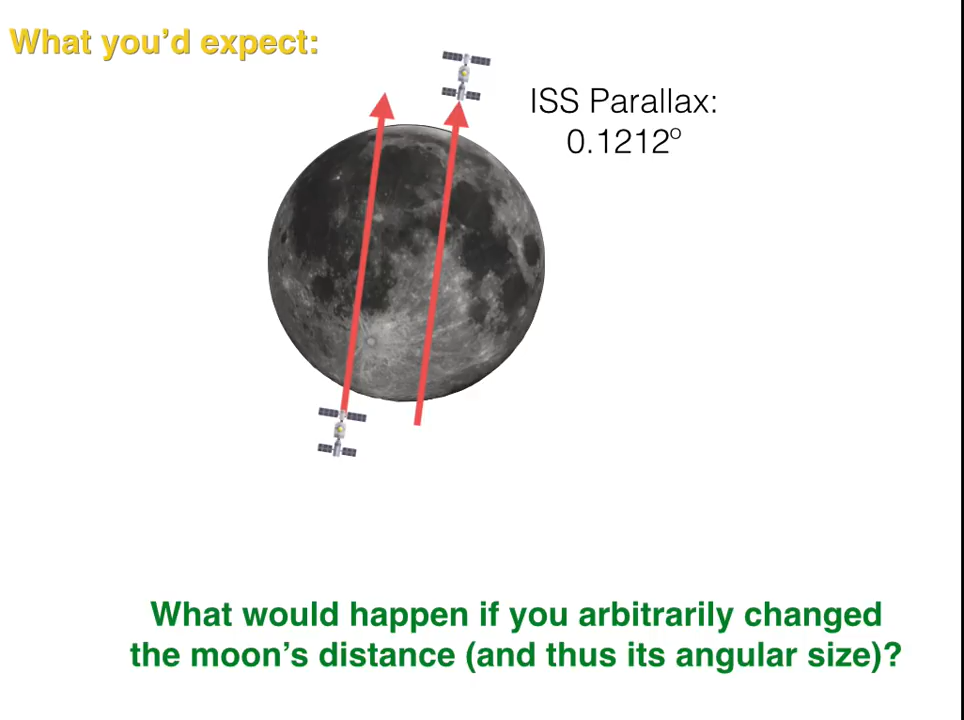 What you'd expect:
ISS Parallax:
0.1212º
What would happen if you arbitrarily changed
the moon's distance (and thus its angular size)?